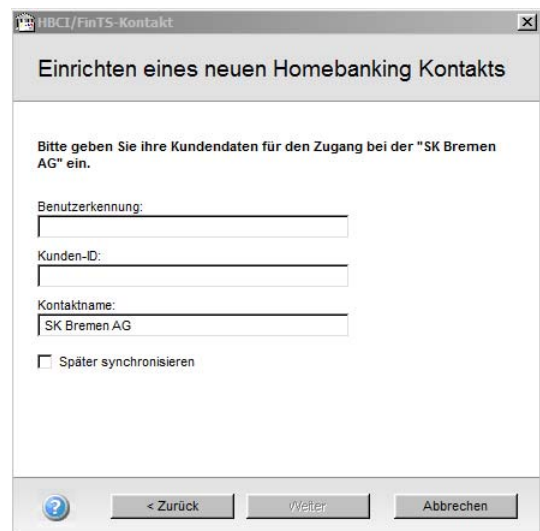 HBCI/FinTS-Kontakt
Einrichten eines neuen Homebanking Kontakts
Bitte geben Sie ihre Kundendaten für den Zugang bei der "SK Bremen
AG" ein.
Benutzerkennung:
Kunden-ID:
Kontaktname:
SK Bremen AG
Später synchronisieren
< Zurück
Weiter
Abbrechen